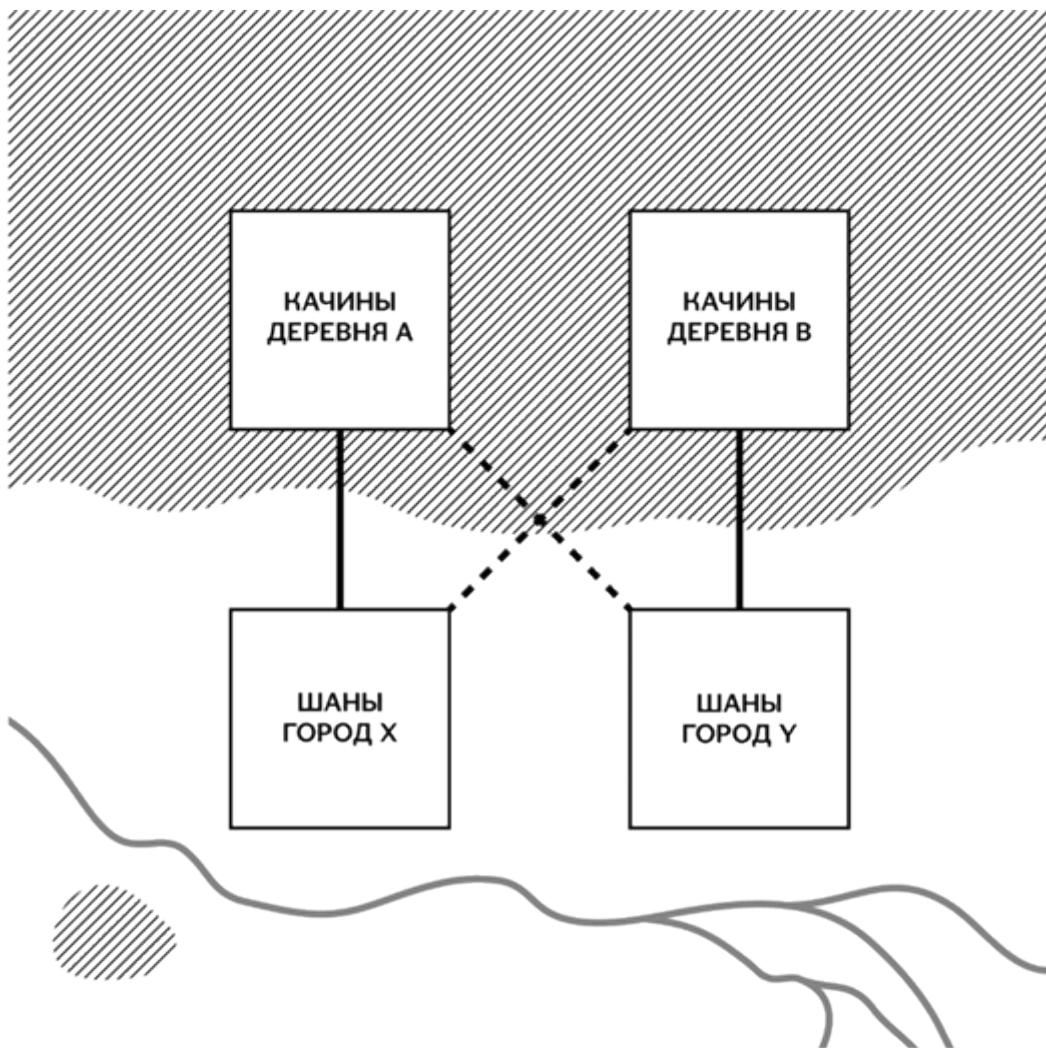 КАЧИНЫ
ДЕРЕВНЯ A
КАЧИНЫ
ДЕРЕВНЯ B
ШАНЫ
ГОРОД X
ШАНЫ
ГОРОД Y